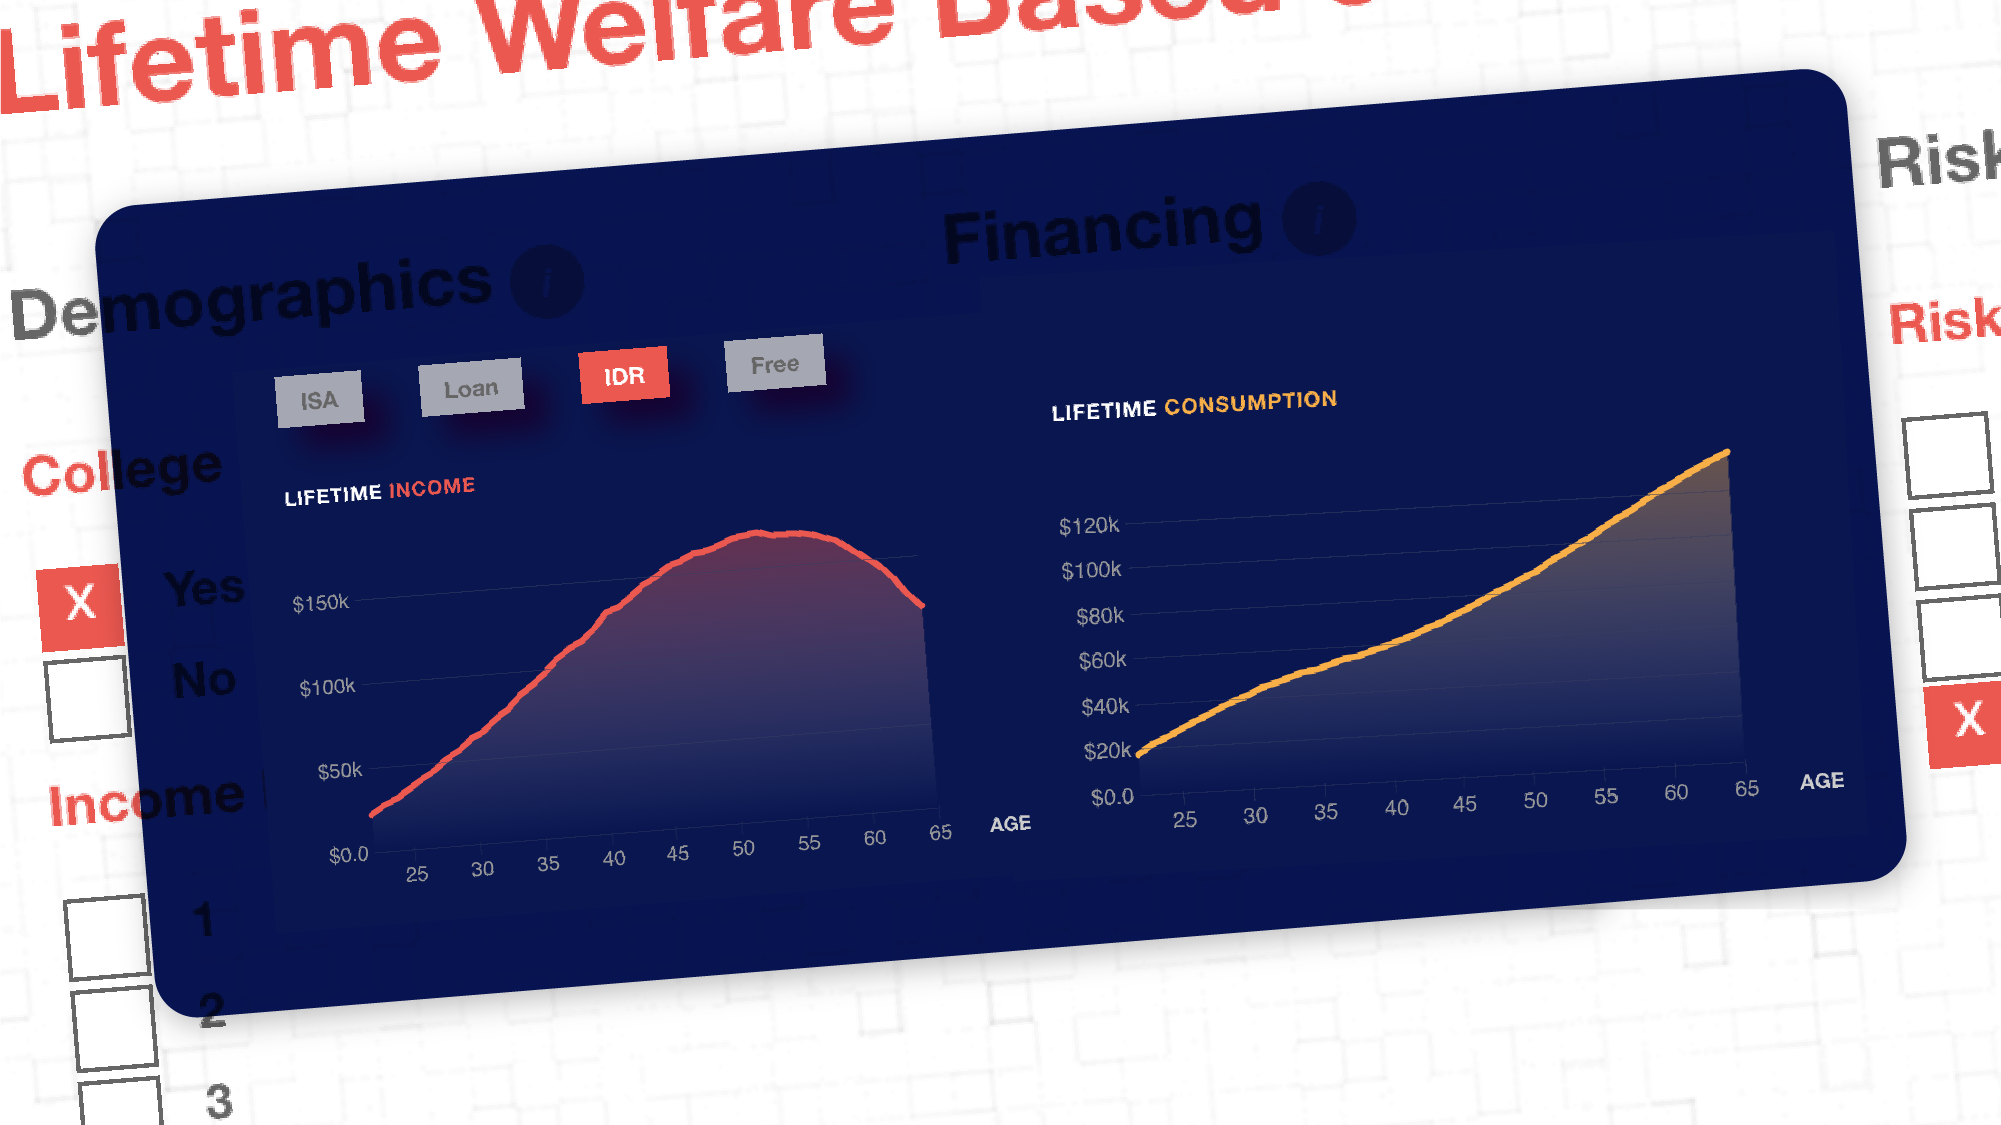 Lifetime Welfare Based
Risk
Financing i
Demographics i
ISA
Loan
IDR
Free
Risk
LIFETIME CONSUMPTION
College
LIFETIME INCOME
$120k
$100k
$80k
$60k
$40k
$20k
$0.0
25 30 35 40 45 50 55 60 65 AGE
X Yes
No
$150k
$100k
$50k
$0.0
25 30 35 40 45 50 55 60 65 AGE
X
Income
1
2
3